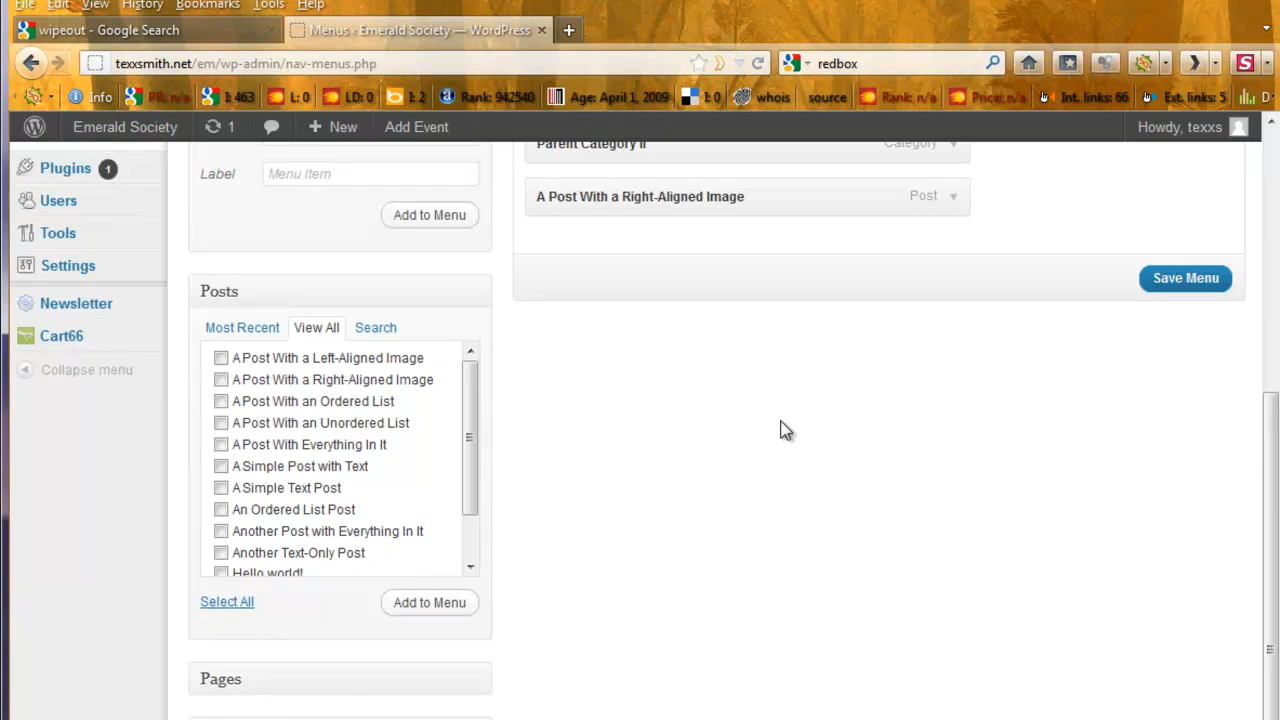 File Edit View History Bookmarks Tools Help
wipeout - Google Search
Menus ‹ Emerald Society — WordPress
texxsmith.net/em/wp-admin/nav-menus.php
redbox
Info PR: n/a I: 463 L: 0 LD: 0 I: 2 Rank: 942540 Age: April 1, 2009 I: 0 whois source Rank: n/a Price: n/a Int. links: 66 Ext. links: 5 D:
Emerald Society 1 New Add Event Howdy, texxs
Plugins 1
Users
Tools
Settings
Newsletter
Cart66
Collapse menu
Label Menu Item
Add to Menu
Parent Category II Category
A Post With a Right-Aligned Image Post
Save Menu
Posts
Most Recent View All Search
A Post With a Left-Aligned Image
A Post With a Right-Aligned Image
A Post With an Ordered List
A Post With an Unordered List
A Post With Everything In It
A Simple Post with Text
A Simple Text Post
An Ordered List Post
Another Post with Everything In It
Another Text-Only Post
Hello world!
Select All Add to Menu
Pages